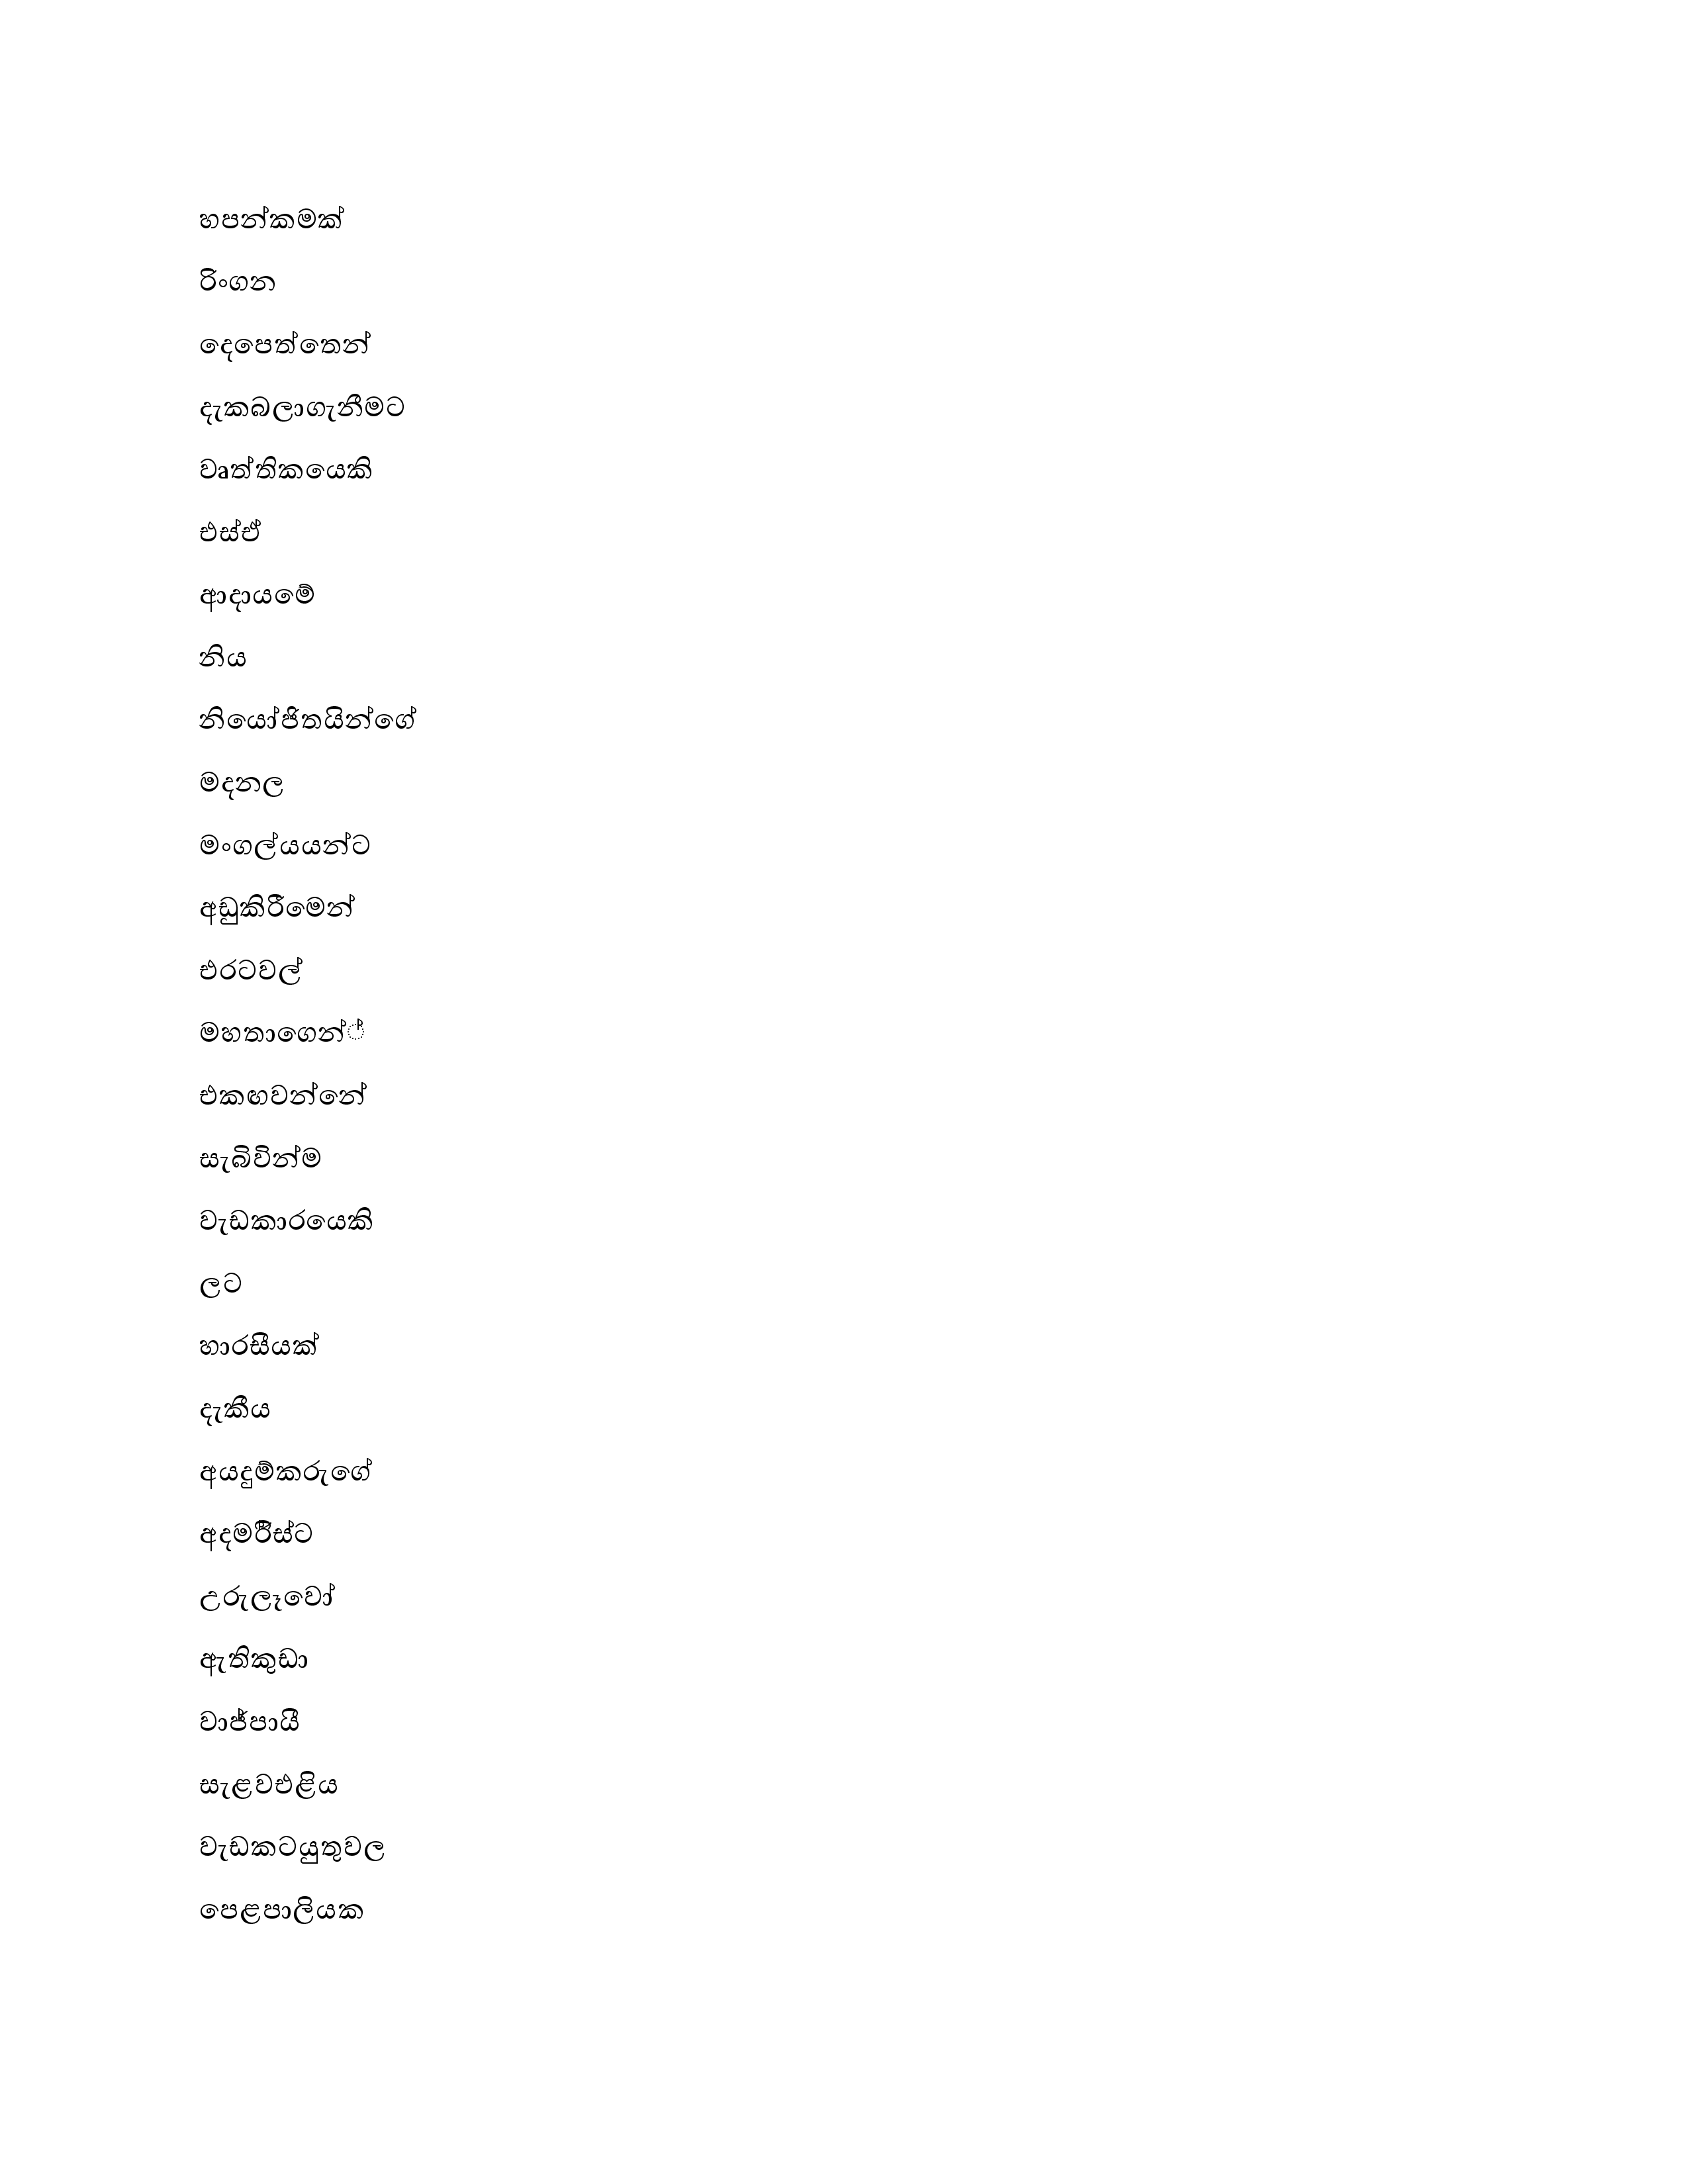 හපන්කමක්
රිංගන
දෙපෙත්තෙන්
දැකබලාගැනීමට
වෘත්තිකයෙකි
එස්ඒ
ආදායමේ
නිය
නියෝජිතයින්ගේ
මදනල
මංගල්යයන්ට
අඩුකිරීමෙන්
එරටවල්
මහතාගෙන්්
එකඟවන්නේ
සැබිවින්ම
වැඩකාරයෙකි
ලට
හාරසීයක්
දැකීය
අයදුම්කරුගේ
අදමරීිස්ට
උරුලෑවෝ
ඇතිකුඩා
වාජ්පායී
සැළවඑළිය
වැඩකටයුතුවල
පෙළපාලියක